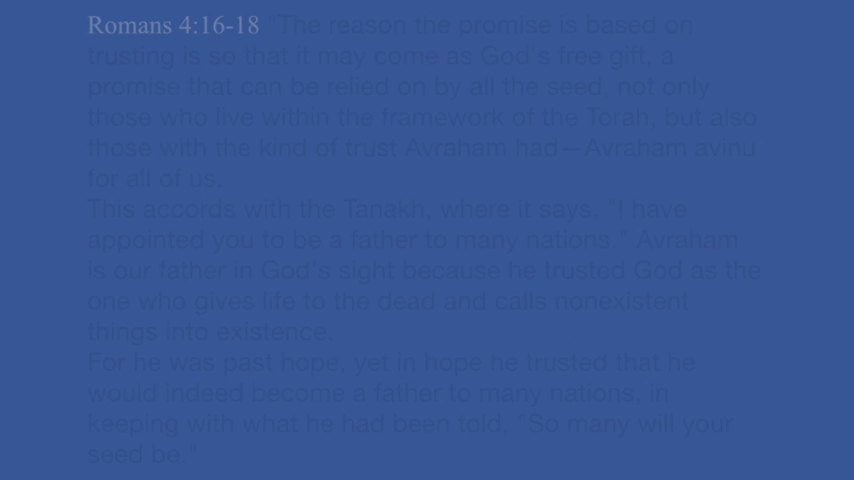 Romans 4:16-18 "The reason the promise is based on
trusting is so that it may come as God's free gift, a
promise that can be relied on by all the seed, not only
those who live within the framework of the Torah, but also
those with the kind of trust Avraham had—Avraham avinu
for all of us.
This accords with the Tanakh, where it says, "I have
appointed you to be a father to many nations." Avraham
is our father in God's sight because he trusted God as the
one who gives life to the dead and calls nonexistent
things into existence.
For he was past hope, yet in hope he trusted that he
would indeed become a father to many nations, in
keeping with what he had been told, "So many will your
seed be."